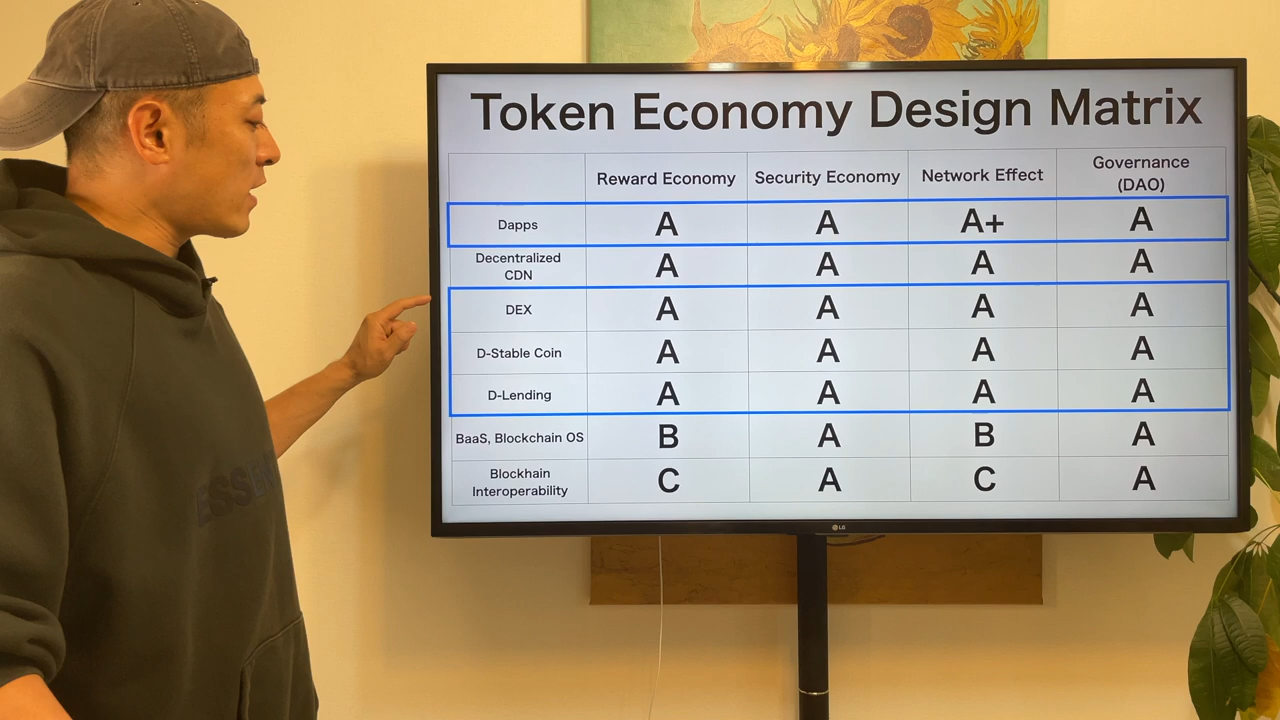 Token Economy Design Matrix
Reward Economy Security Economy Network Effect Governance
(DAO)
Dapps A A A+ A
Decentralized
CDN A A A A
DEX A A A A
D-Stable Coin A A A A
D-Lending A A A A
BaaS, Blockchain OS B A B A
Blockhain
Interoperability C A C A
LG